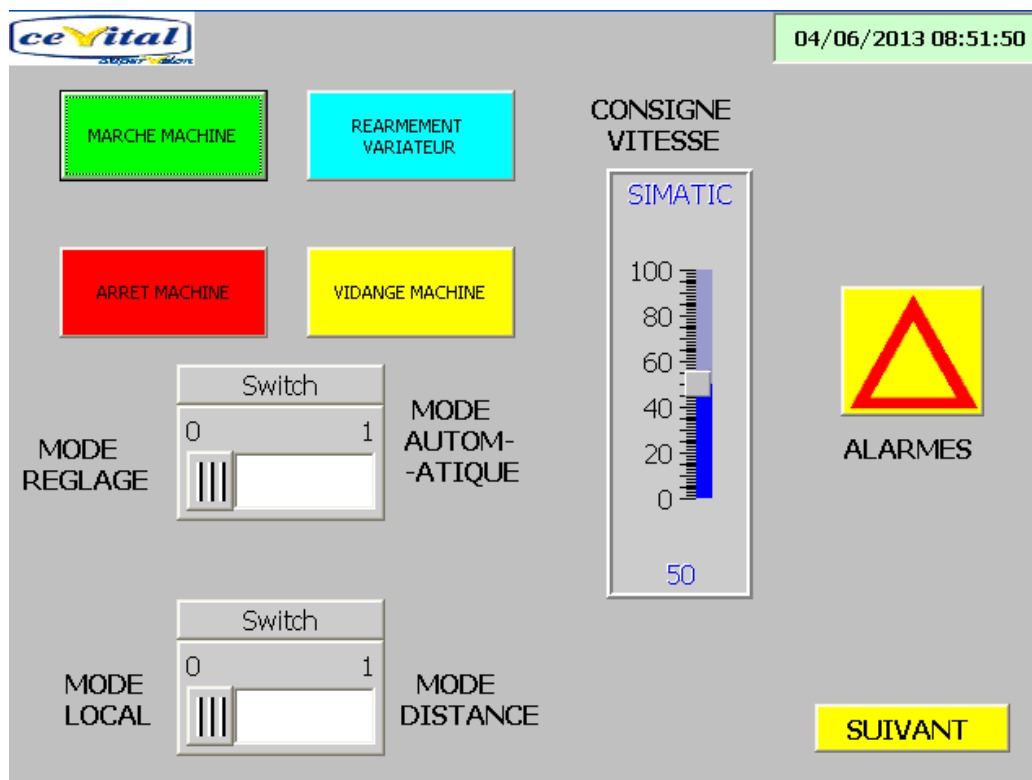 cevital
04/06/2013 08:51:50
MARCHE MACHINE
REARMEMENT
VARIATEUR
ARRET MACHINE
VIDANGE MACHINE
CONSIGNE
VITESSE
SIMATIC
100
80
60
40
20
0
50
ALARMES
Switch
0 1
MODE
REGLAGE
MODE
AUTOM-
-ATIQUE
Switch
0 1
MODE
LOCAL
MODE
DISTANCE
SUIVANT